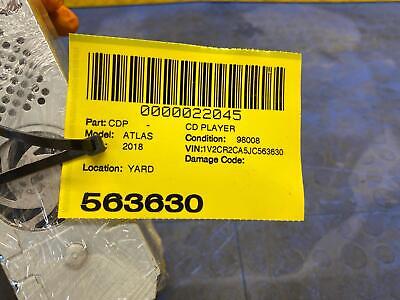 0000022045
Part: CDP - CD PLAYER
Model: ATLAS Condition: 98008
: 2018 VIN:1V2CR2CA5JC563630
Damage Code:
Location: YARD
563630